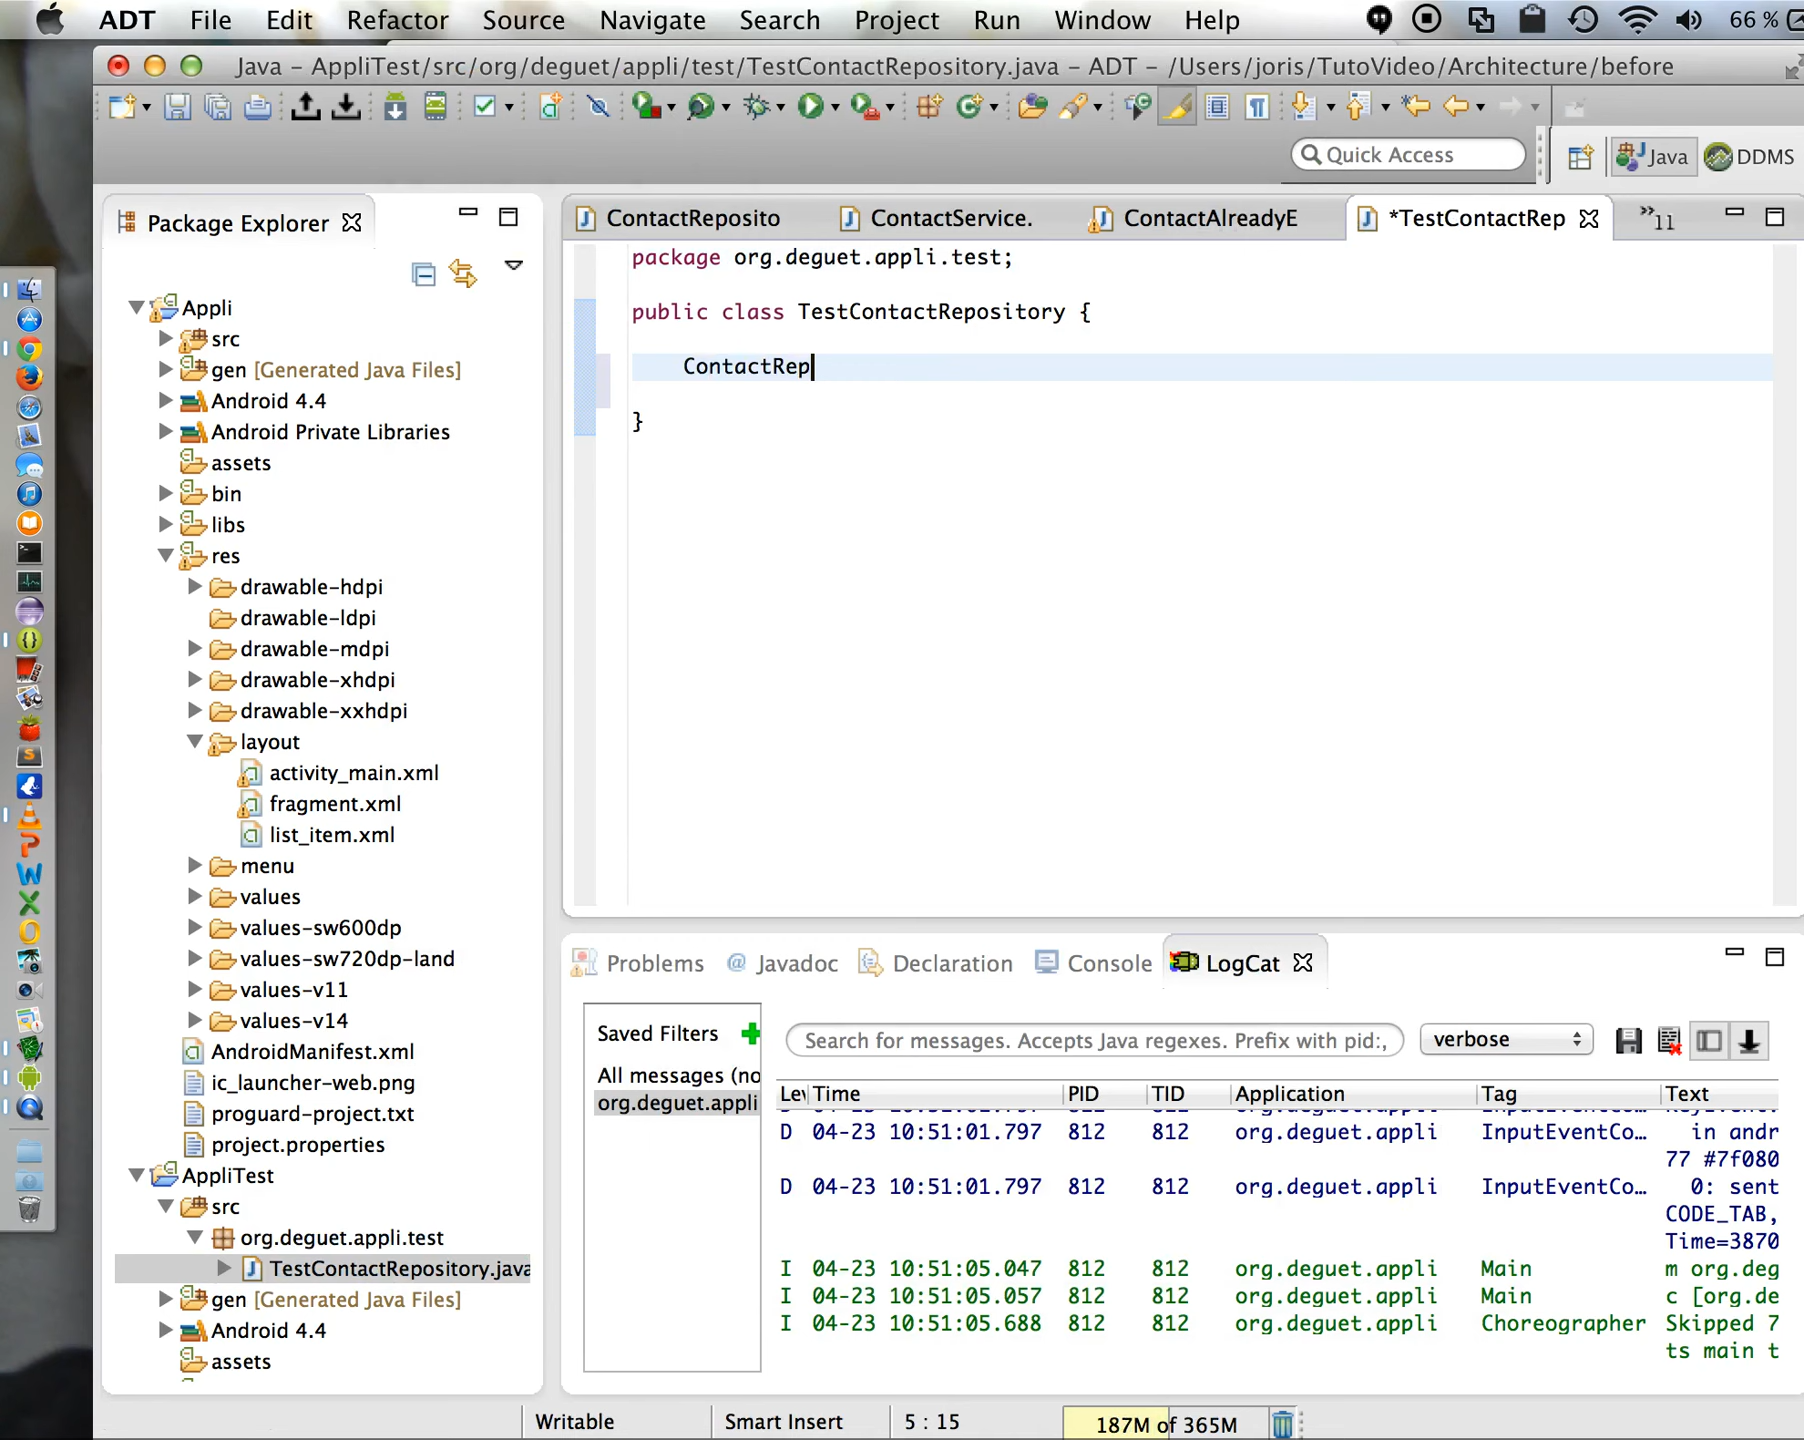 ADT File Edit Refactor Source Navigate Search Project Run Window Help 66 %
Java – AppliTest/src/org/deguet/appli/test/TestContactRepository.java – ADT – /Users/joris/TutoVideo/Architecture/before
Quick Access
Java
DDMS
Package Explorer
ContactReposito
ContactService.
ContactAlreadyE
*TestContactRep
»11
Appli
src
gen [Generated Java Files]
Android 4.4
Android Private Libraries
assets
bin
libs
res
drawable-hdpi
drawable-ldpi
drawable-mdpi
drawable-xhdpi
drawable-xxhdpi
layout
activity_main.xml
fragment.xml
list_item.xml
menu
values
values-sw600dp
values-sw720dp-land
values-v11
values-v14
AndroidManifest.xml
ic_launcher-web.png
proguard-project.txt
project.properties
AppliTest
src
org.deguet.appli.test
TestContactRepository.java
gen [Generated Java Files]
Android 4.4
assets
package org.deguet.appli.test;
public class TestContactRepository {
ContactRep
}
Problems
@ Javadoc
Declaration
Console
LogCat
Saved Filters
All messages (no
org.deguet.appli
Search for messages. Accepts Java regexes. Prefix with pid:,
verbose
Lev Time PID TID Application Tag Text
D 04-23 10:51:01.797 812 812 org.deguet.appli InputEventCo… in andr
77 #7f080
D 04-23 10:51:01.797 812 812 org.deguet.appli InputEventCo… 0: sent
CODE_TAB,
Time=3870
I 04-23 10:51:05.047 812 812 org.deguet.appli Main m org.deg
I 04-23 10:51:05.057 812 812 org.deguet.appli Main c [org.de
I 04-23 10:51:05.688 812 812 org.deguet.appli Choreographer Skipped 7
ts main t
Writable
Smart Insert
5 : 15
187M of 365M